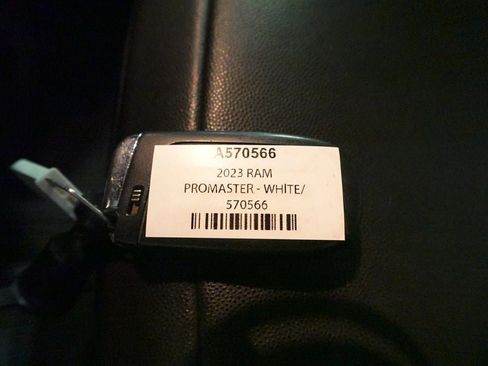 A570566
2023 RAM
PROMASTER - WHITE/
570566